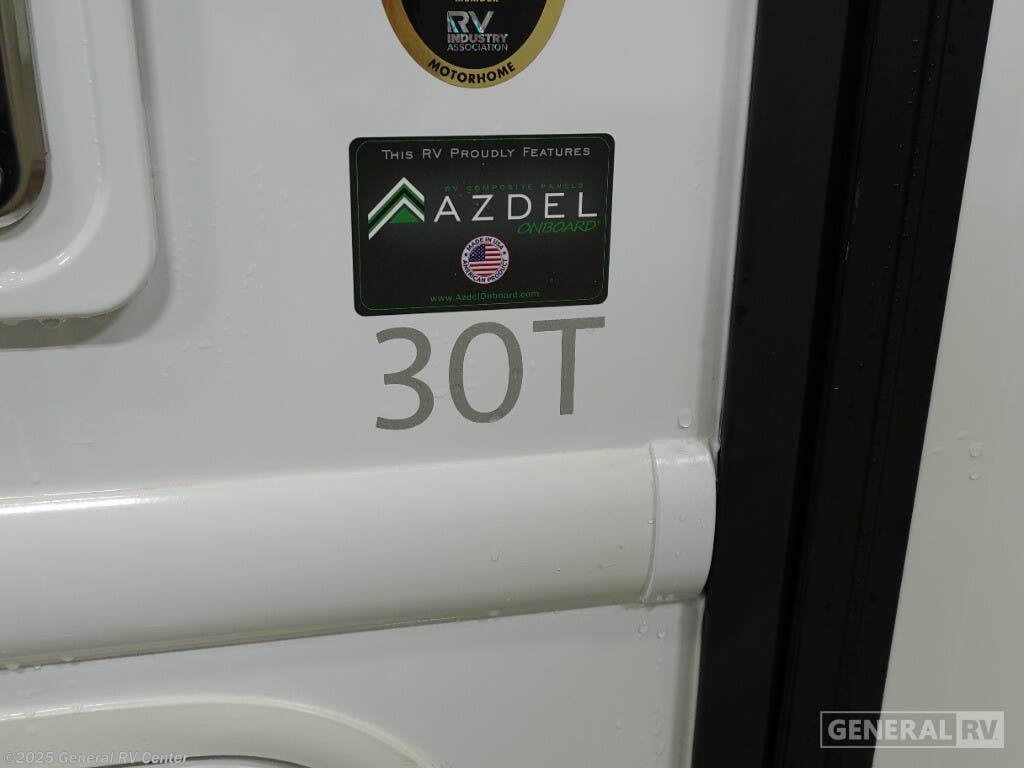 MEMBER
RV
INDUSTRY
ASSOCIATION
MOTORHOME
THIS RV PROUDLY FEATURES
RV COMPOSITE PANELS
AZDEL
ONBOARD®
MADE IN USA
AMERICAN PRODUCT
www.AzdelOnboard.com
30T
GENERAL RV
©2025 General RV Center